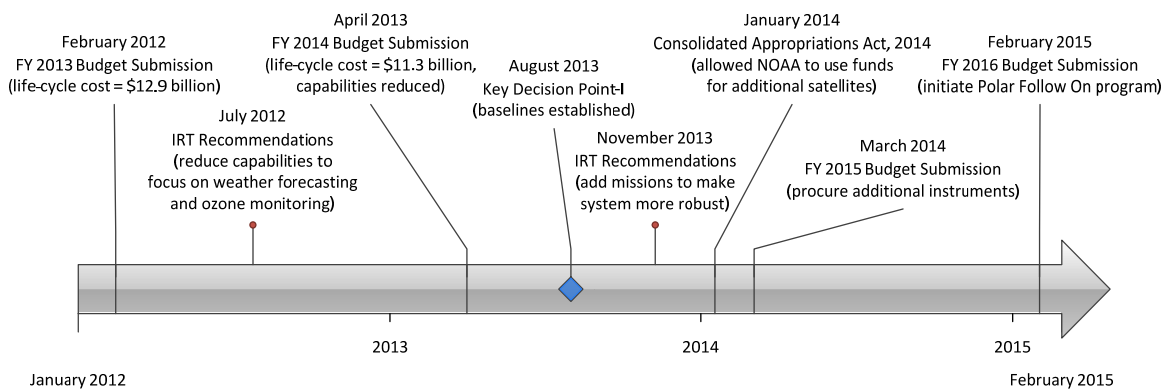 February 2012
FY 2013 Budget Submission
(life-cycle cost = $12.9 billion)
July 2012
IRT Recommendations
(reduce capabilities to
focus on weather forecasting
and ozone monitoring)
April 2013
FY 2014 Budget Submission
(life-cycle cost = $11.3 billion,
capabilities reduced)
August 2013
Key Decision Point-I
(baselines established)
November 2013
IRT Recommendations
(add missions to make
system more robust)
January 2014
Consolidated Appropriations Act, 2014
(allowed NOAA to use funds
for additional satellites)
March 2014
FY 2015 Budget Submission
(procure additional instruments)
February 2015
FY 2016 Budget Submission
(initiate Polar Follow On program)
2013
2014
2015
January 2012
February 2015